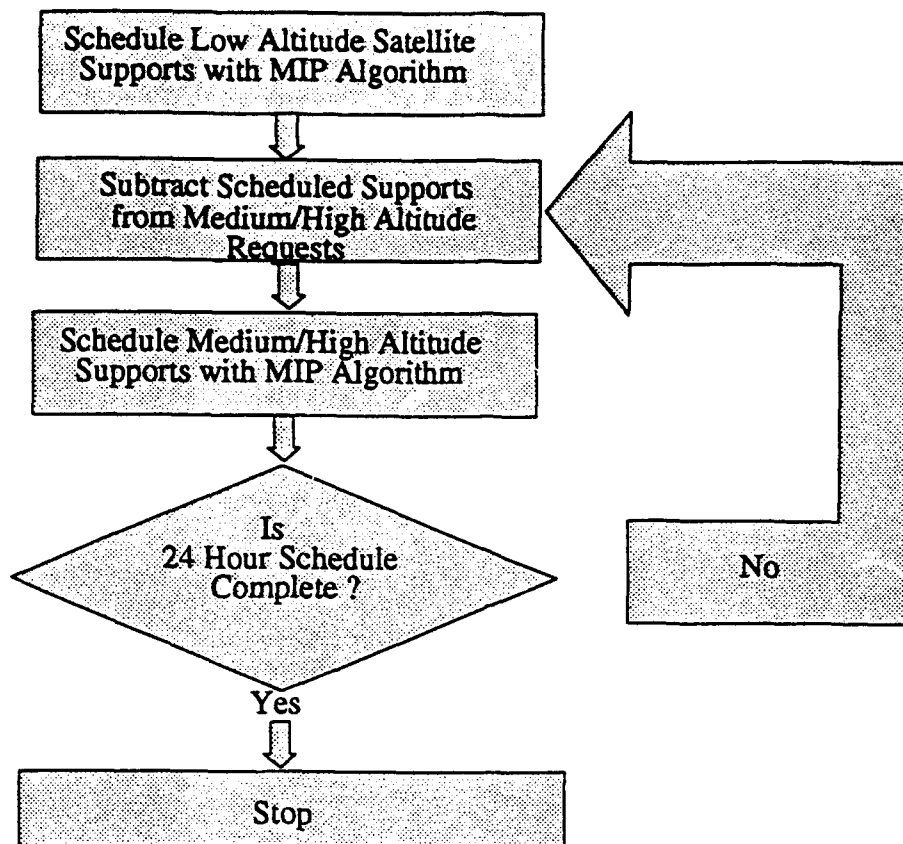 Schedule Low Altitude Satellite
Supports with MIP Algorithm
Subtract Scheduled Supports
from Medium/High Altitude
Requests
Schedule Medium/High Altitude
Supports with MIP Algorithm
Is
24 Hour Schedule
Complete ?
No
Yes
Stop